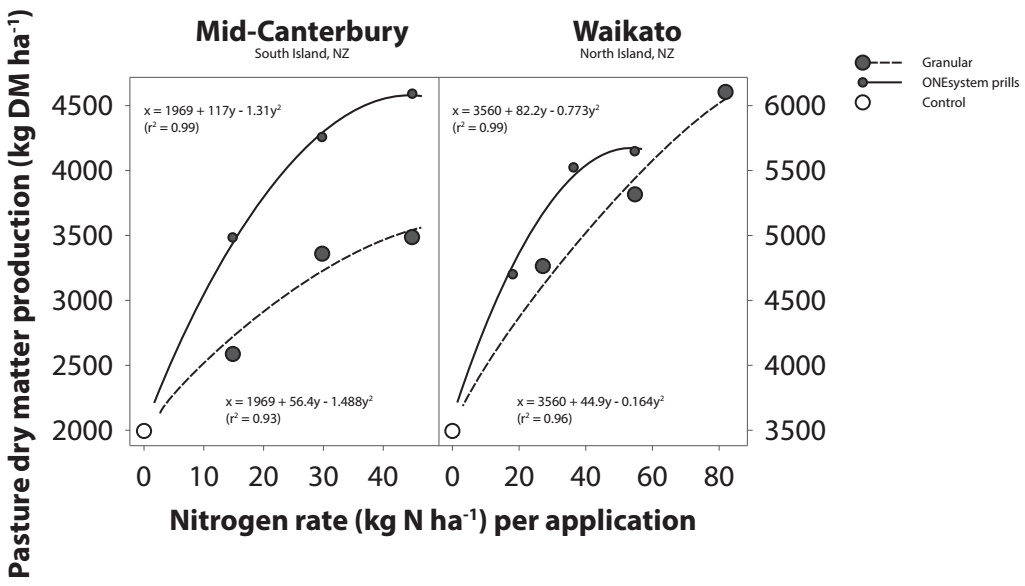 Mid-Canterbury
South Island, NZ
Waikato
North Island, NZ
Granular
ONEsystem prills
Control
Pasture dry matter production (kg DM ha⁻¹)
4500
4000
3500
3000
2500
2000
x = 1969 + 117y - 1.31y²
(r² = 0.99)
x = 1969 + 56.4y - 1.488y²
(r² = 0.93)
x = 3560 + 82.2y - 0.773y²
(r² = 0.99)
x = 3560 + 44.9y - 0.164y²
(r² = 0.96)
6000
5500
5000
4500
4000
3500
0 10 20 30 40
0 20 40 60 80
Nitrogen rate (kg N ha⁻¹) per application